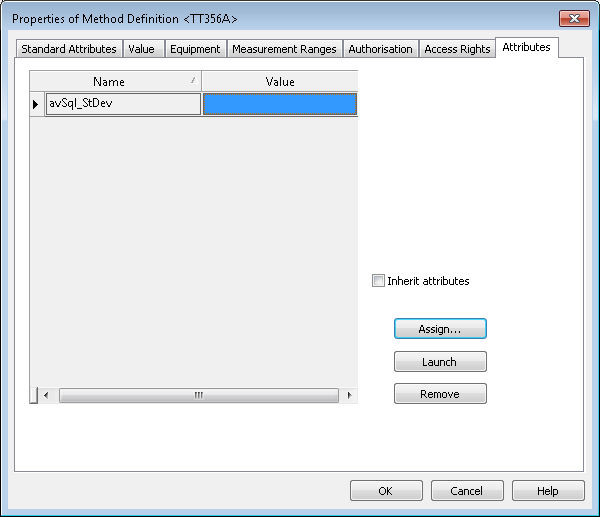 Properties of Method Definition <TT356A>
Standard Attributes Value Equipment Measurement Ranges Authorisation Access Rights Attributes
Name Value
avSql_StDev
Inherit attributes
Assign...
Launch
Remove
OK Cancel Help